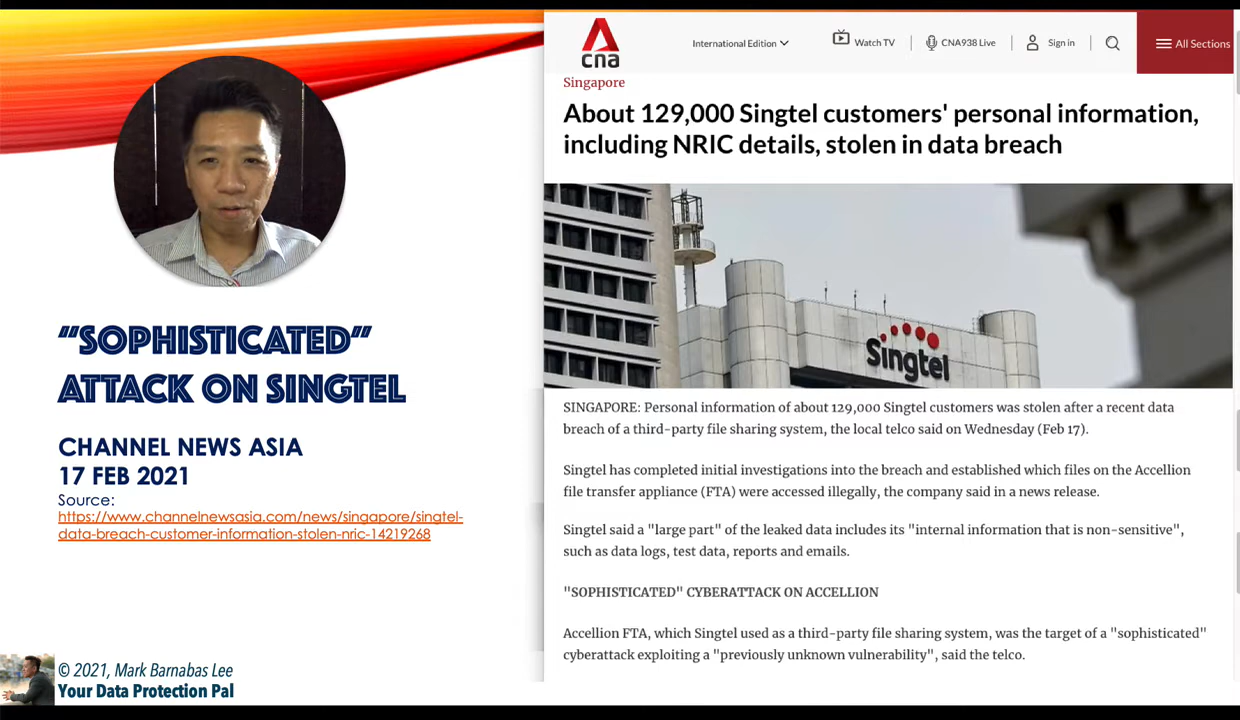 “SOPHISTICATED”
ATTACK ON SINGTEL
CHANNEL NEWS ASIA
17 FEB 2021
Source:
https://www.channelnewsasia.com/news/singapore/singtel-
data-breach-customer-information-stolen-nric-14219268
© 2021, Mark Barnabas Lee
Your Data Protection Pal
cna
International Edition
Watch TV
CNA938 Live
Sign in
All Sections
Singapore
About 129,000 Singtel customers' personal information,
including NRIC details, stolen in data breach
Singtel
SINGAPORE: Personal information of about 129,000 Singtel customers was stolen after a recent data
breach of a third-party file sharing system, the local telco said on Wednesday (Feb 17).
Singtel has completed initial investigations into the breach and established which files on the Accellion
file transfer appliance (FTA) were accessed illegally, the company said in a news release.
Singtel said a "large part" of the leaked data includes its "internal information that is non-sensitive",
such as data logs, test data, reports and emails.
"SOPHISTICATED" CYBERATTACK ON ACCELLION
Accellion FTA, which Singtel used as a third-party file sharing system, was the target of a "sophisticated"
cyberattack exploiting a "previously unknown vulnerability", said the telco.